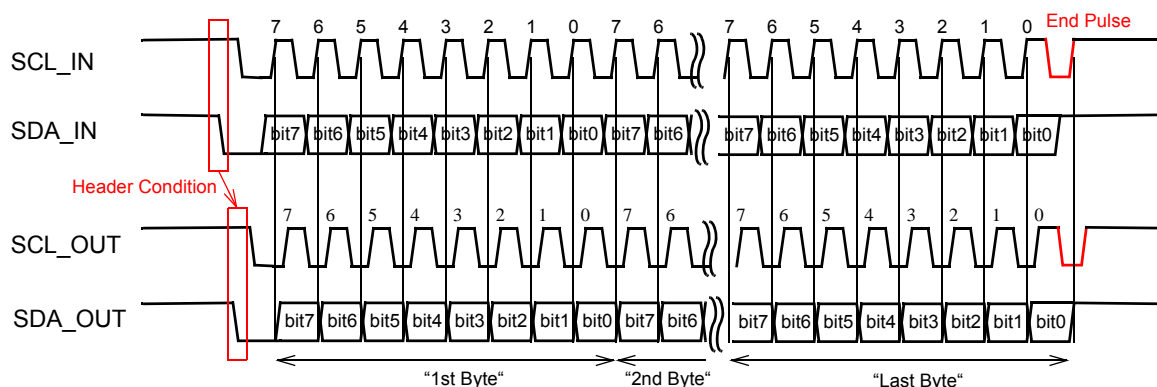 7 6 5 4 3 2 1 0 7 6 7 6 5 4 3 2 1 0 End Pulse
SCL_IN
SDA_IN bit7 bit6 bit5 bit4 bit3 bit2 bit1 bit0 bit7 bit6 bit7 bit6 bit5 bit4 bit3 bit2 bit1 bit0
Header Condition
7 6 5 4 3 2 1 0 7 6 7 6 5 4 3 2 1 0
SCL_OUT
SDA_OUT bit7 bit6 bit5 bit4 bit3 bit2 bit1 bit0 bit7 bit6 bit7 bit6 bit5 bit4 bit3 bit2 bit1 bit0
“1st Byte“ “2nd Byte“ “Last Byte“